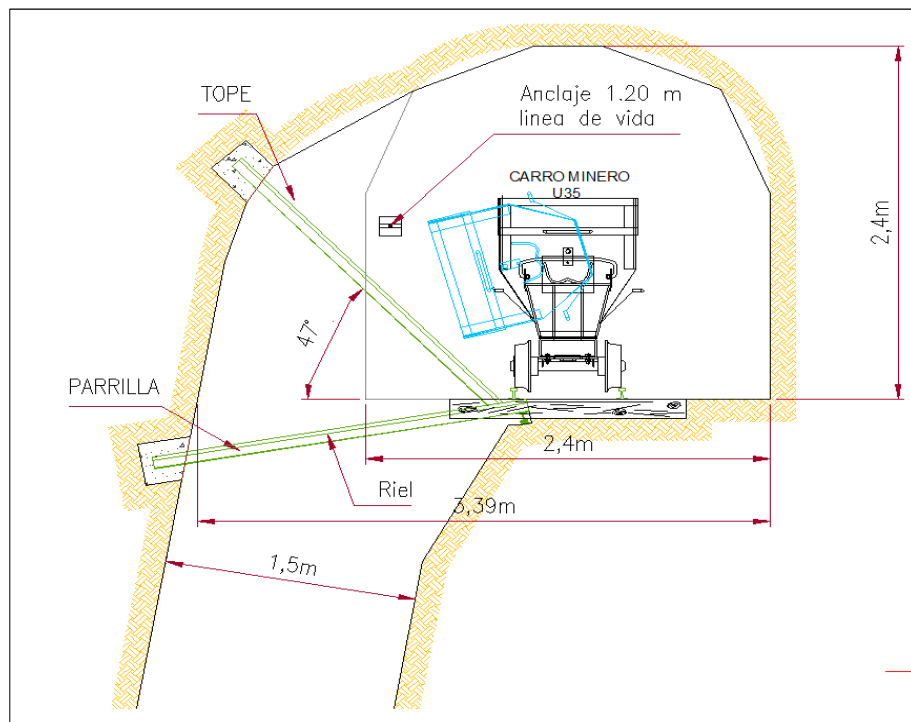 TOPE
Anclaje 1.20 m
linea de vida
CARRO MINERO
U35
2,4m
47°
PARRILLA
2,4m
Riel
3,39m
1,5m